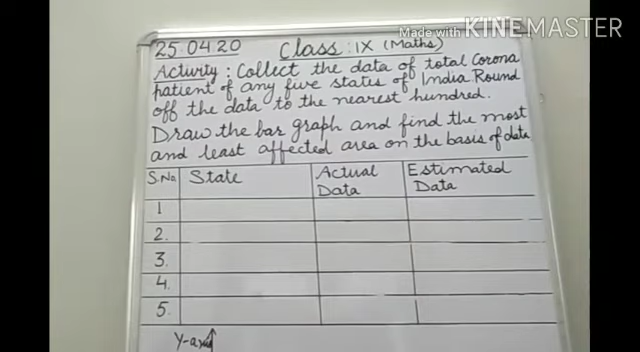 Made with KINEMASTER
25.04.20 Class : IX (Maths)
Activity : Collect the data of total Corona
patient of any five states of India Round
off the data to the nearest hundred.
Draw the bar graph and find the most
and least affected area on the basis of data
S.No State Actual Data Estimated Data
1
2.
3.
4.
5.
Y-axis